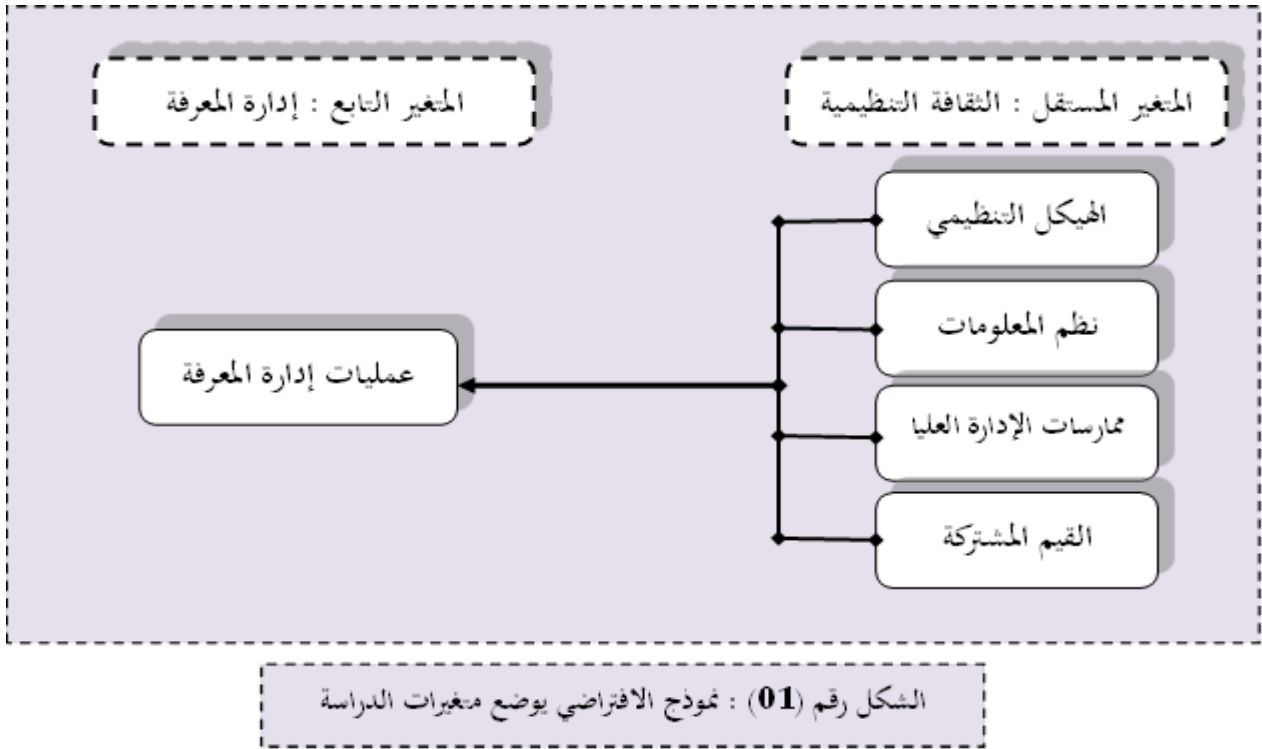 المتغير المستقل : الثقافة التنظيمية
المتغير التابع : إدارة المعرفة
الهيكل التنظيمي
نظم المعلومات
ممارسات الإدارة العليا
القيم المشتركة
عمليات إدارة المعرفة
الشكل رقم (01) : نموذج الافتراضي يوضع متغيرات الدراسة